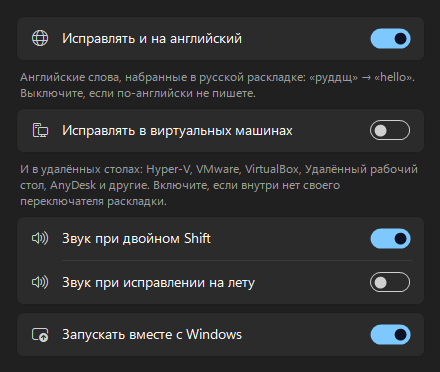 Исправлять и на английский
Английские слова, набранные в русской раскладке: «руддщ» → «hello».
Выключите, если по-английски не пишете.
Исправлять в виртуальных машинах
И в удалённых столах: Hyper-V, VMware, VirtualBox, Удалённый рабочий
стол, AnyDesk и другие. Включите, если внутри нет своего
переключателя раскладки.
Звук при двойном Shift
Звук при исправлении на лету
Запускать вместе с Windows